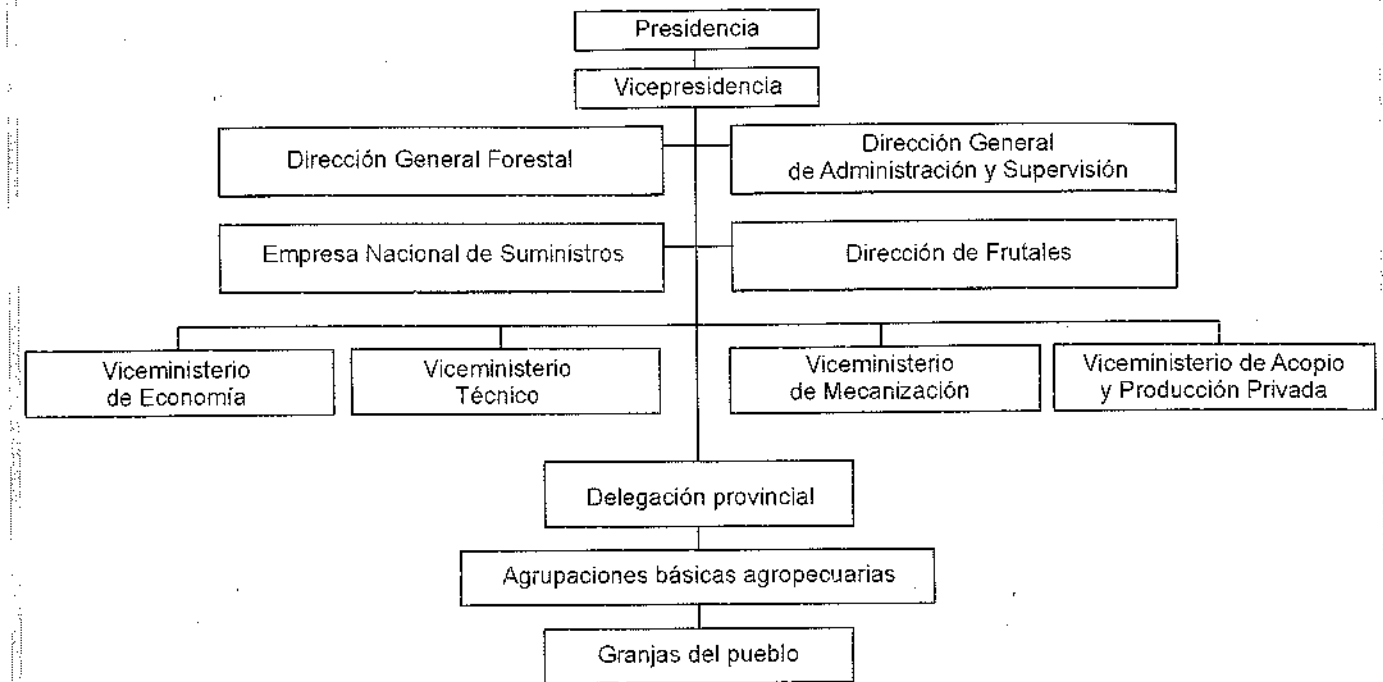 Presidencia
Vicepresidencia
Dirección General Forestal
Dirección General
de Administración y Supervisión
Empresa Nacional de Suministros
Dirección de Frutales
Viceministerio
de Economía
Viceministerio
Técnico
Viceministerio
de Mecanización
Viceministerio de Acopio
y Producción Privada
Delegación provincial
Agrupaciones básicas agropecuarias
Granjas del pueblo